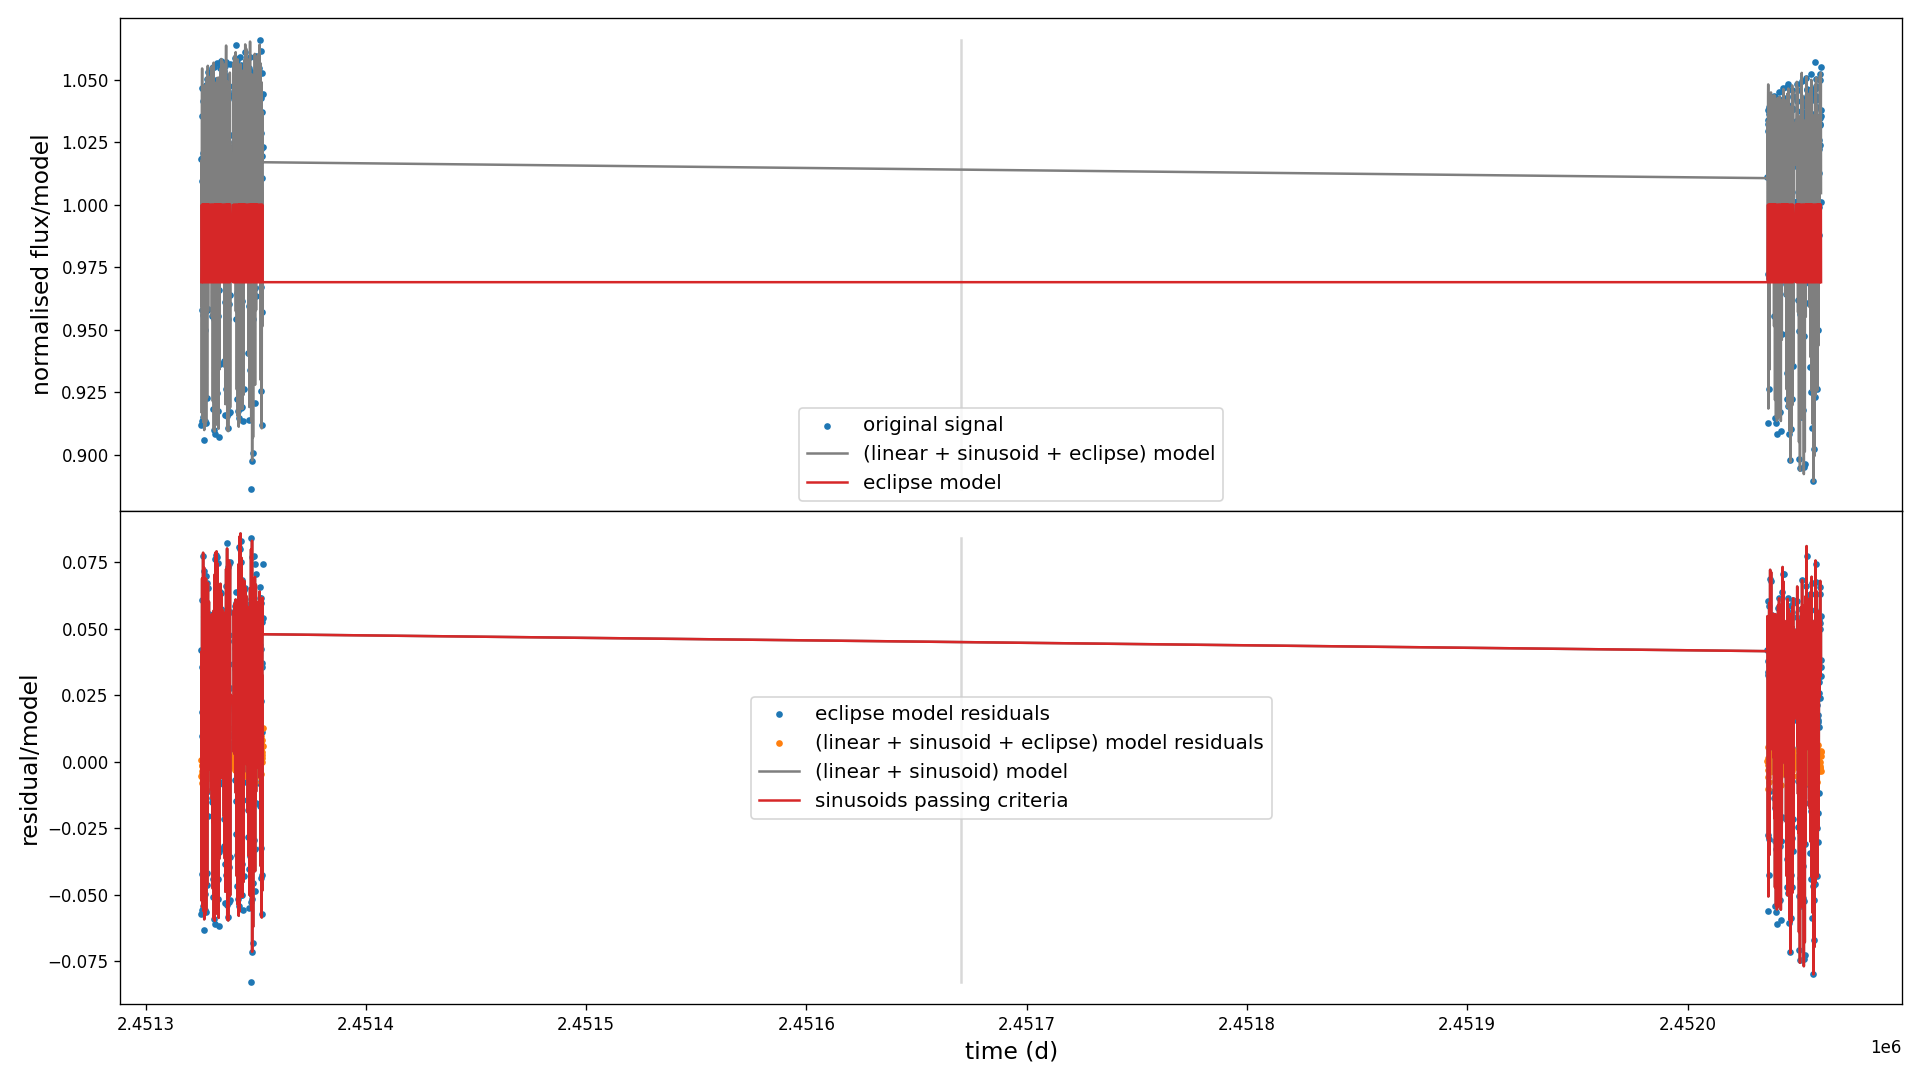 normalised flux/model
1.050
1.025
1.000
0.975
0.950
0.925
0.900
original signal
(linear + sinusoid + eclipse) model
eclipse model
residual/model
0.075
0.050
0.025
0.000
−0.025
−0.050
−0.075
eclipse model residuals
(linear + sinusoid + eclipse) model residuals
(linear + sinusoid) model
sinusoids passing criteria
2.4513 2.4514 2.4515 2.4516 2.4517 2.4518 2.4519 2.4520
time (d)
1e6